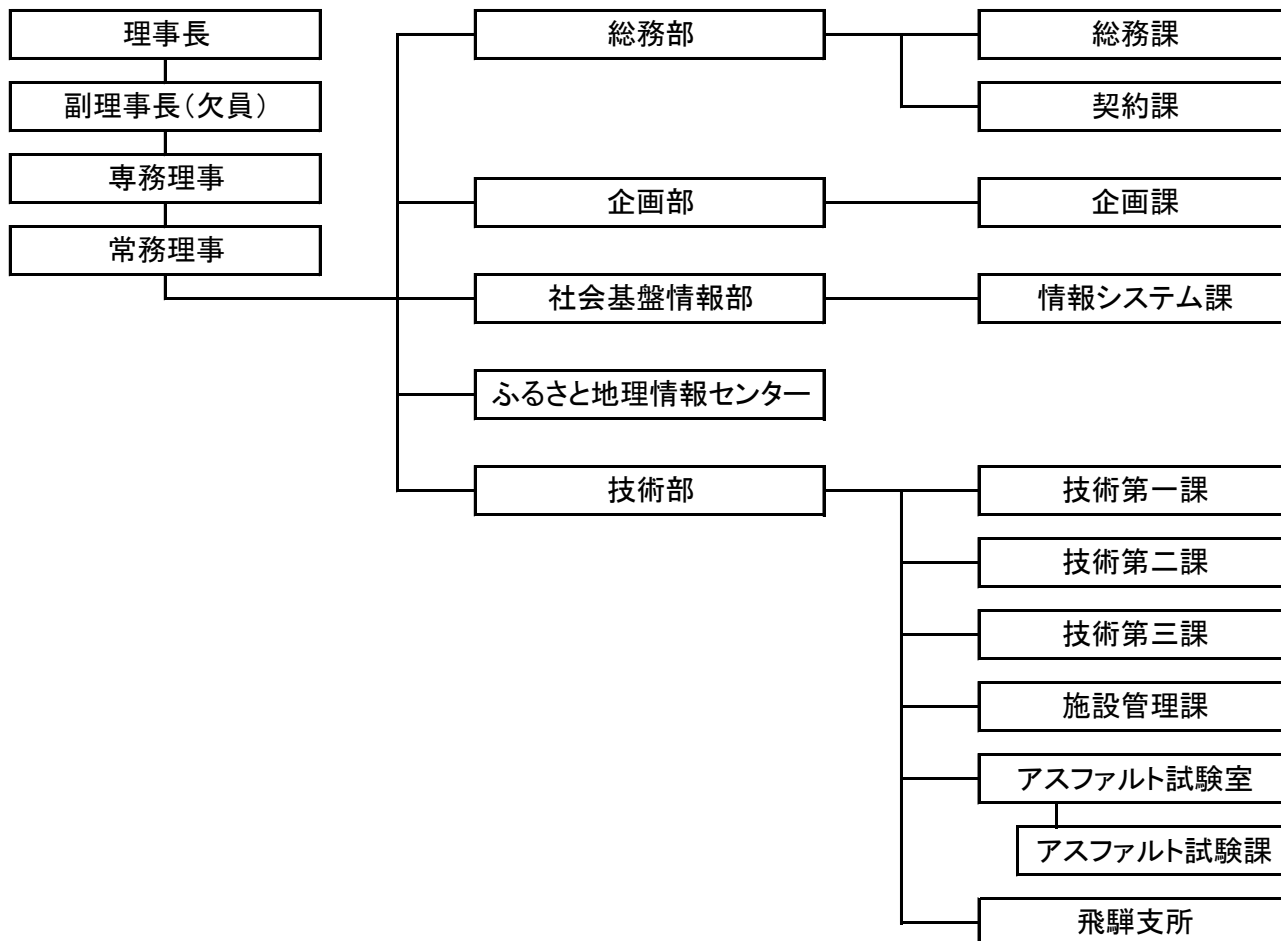 理事長
副理事長（欠員）
専務理事
常務理事
総務部
総務課
契約課
企画部
企画課
社会基盤情報部
情報システム課
ふるさと地理情報センター
技術部
技術第一課
技術第二課
技術第三課
施設管理課
アスファルト試験室
アスファルト試験課
飛騨支所